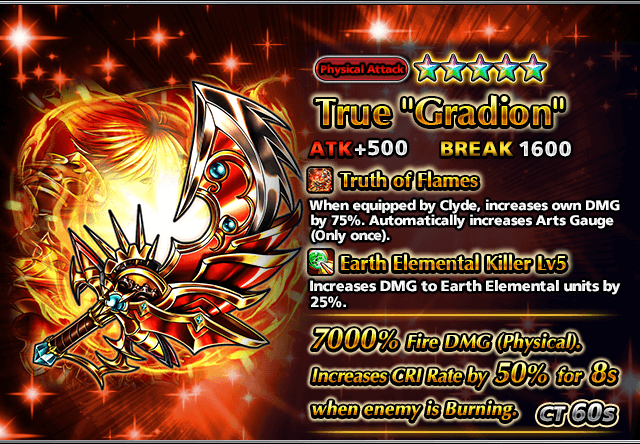 Physical Attack
True "Gradion"
ATK+500 BREAK 1600
Truth of Flames
When equipped by Clyde, increases own DMG
by 75%. Automatically increases Arts Gauge
(Only once).
Earth Elemental Killer Lv5
Increases DMG to Earth Elemental units by
25%.
7000% Fire DMG (Physical).
Increases CRI Rate by 50% for 8s
when enemy is Burning. CT 60s